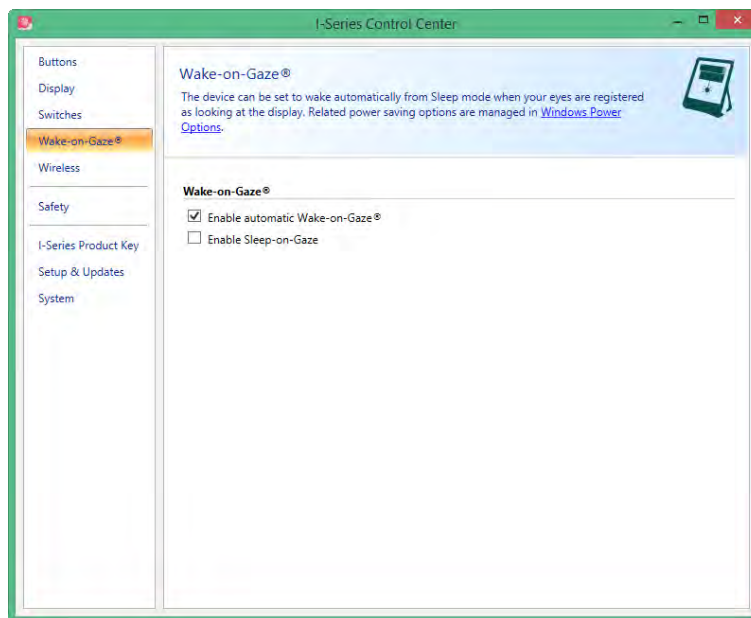 I-Series Control Center
Buttons
Display
Switches
Wake-on-Gaze®
Wireless
Safety
I-Series Product Key
Setup & Updates
System
Wake-on-Gaze®
The device can be set to wake automatically from Sleep mode when your eyes are registered
as looking at the display. Related power saving options are managed in Windows Power
Options.
Wake-on-Gaze®
Enable automatic Wake-on-Gaze®
Enable Sleep-on-Gaze